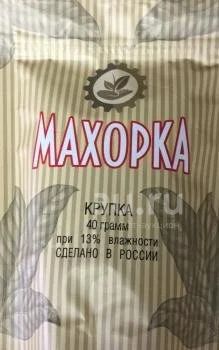 МАХОРКА
КРУПКА
40 грамм
при 13% влажности
СДЕЛАНО В РОССИИ